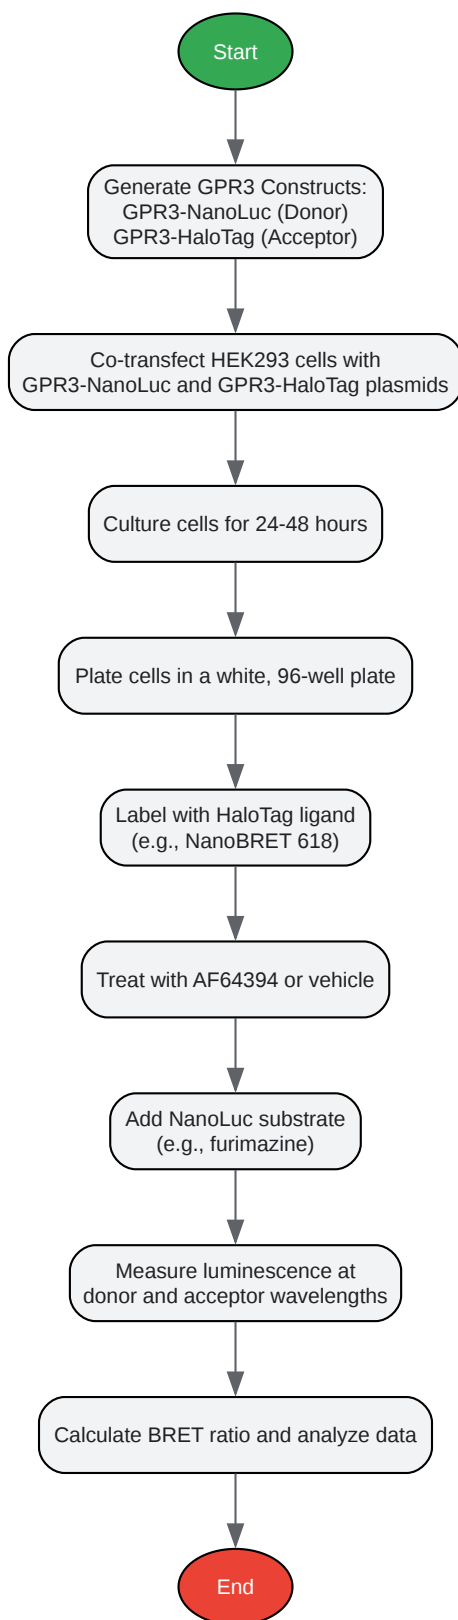 Start
Generate GPR3 Constructs:
GPR3-NanoLuc (Donor)
GPR3-HaloTag (Acceptor)
Co-transfect HEK293 cells with
GPR3-NanoLuc and GPR3-HaloTag plasmids
Culture cells for 24-48 hours
Plate cells in a white, 96-well plate
Label with HaloTag ligand
(e.g., NanoBRET 618)
Treat with AF64394 or vehicle
Add NanoLuc substrate
(e.g., furimazine)
Measure luminescence at
donor and acceptor wavelengths
Calculate BRET ratio and analyze data
End